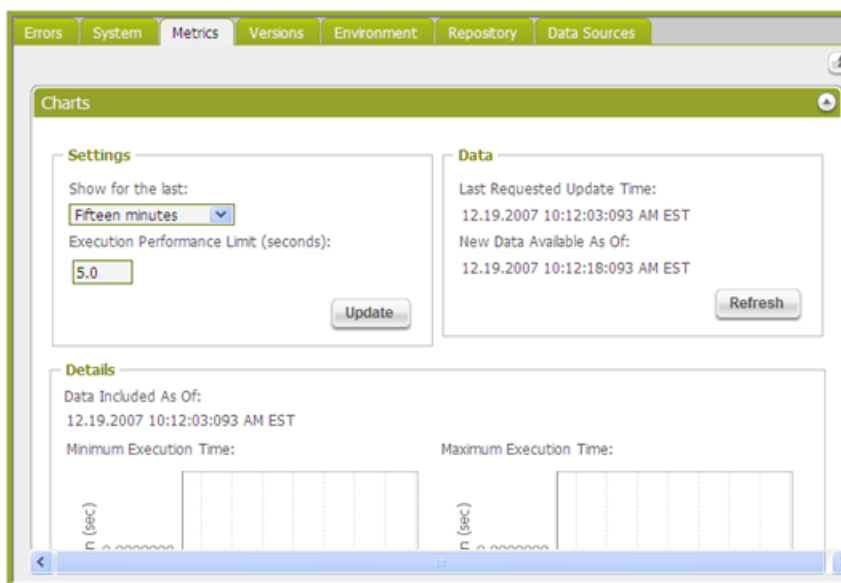 Errors System Metrics Versions Environment Repository Data Sources
Charts
Settings
Show for the last:
Fifteen minutes
Execution Performance Limit (seconds):
5.0
Update
Data
Last Requested Update Time:
12.19.2007 10:12:03:093 AM EST
New Data Available As Of:
12.19.2007 10:12:18:093 AM EST
Refresh
Details
Data Included As Of:
12.19.2007 10:12:03:093 AM EST
Minimum Execution Time:
(sec)
Maximum Execution Time:
(sec)